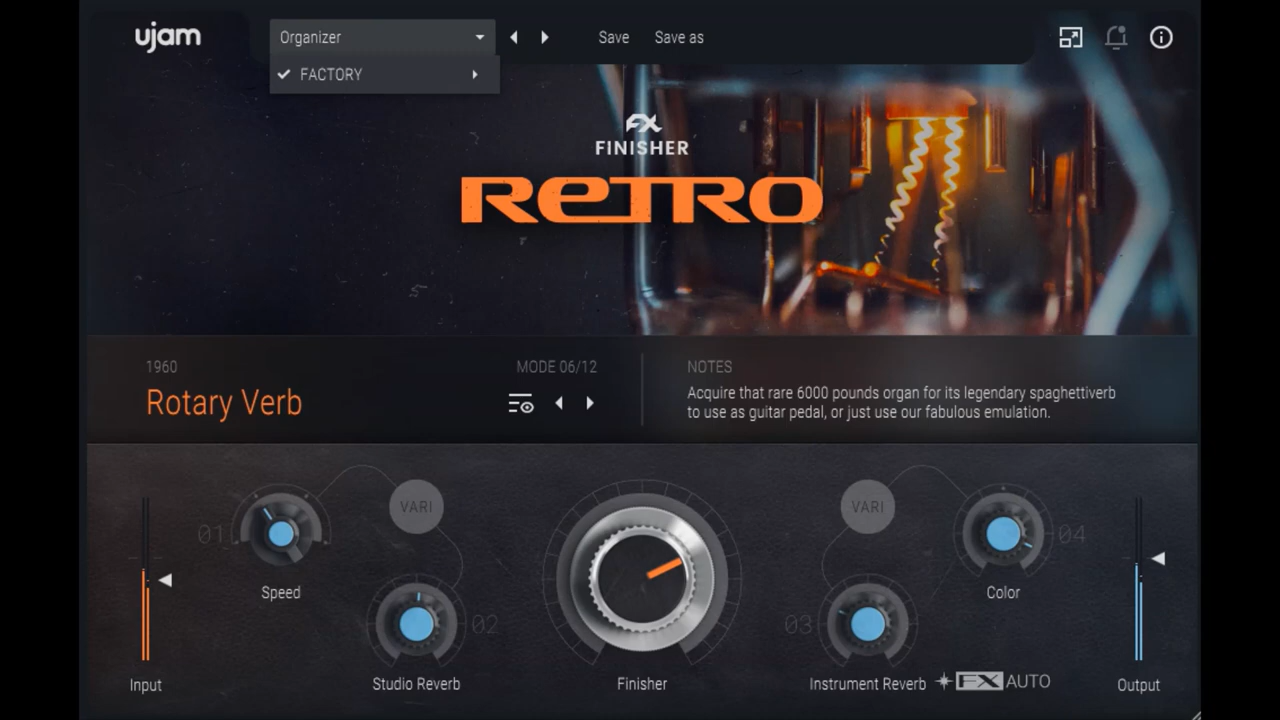 ujam
Organizer
Save
Save as
FACTORY
FX
FINISHER
RETRO
1960
MODE 06/12
NOTES
Rotary Verb
Acquire that rare 6000 pounds organ for its legendary spaghettiverb
to use as guitar pedal, or just use our fabulous emulation.
VARI
VARI
01
04
Speed
Color
02
03
Input
Studio Reverb
Finisher
Instrument Reverb
FX AUTO
Output